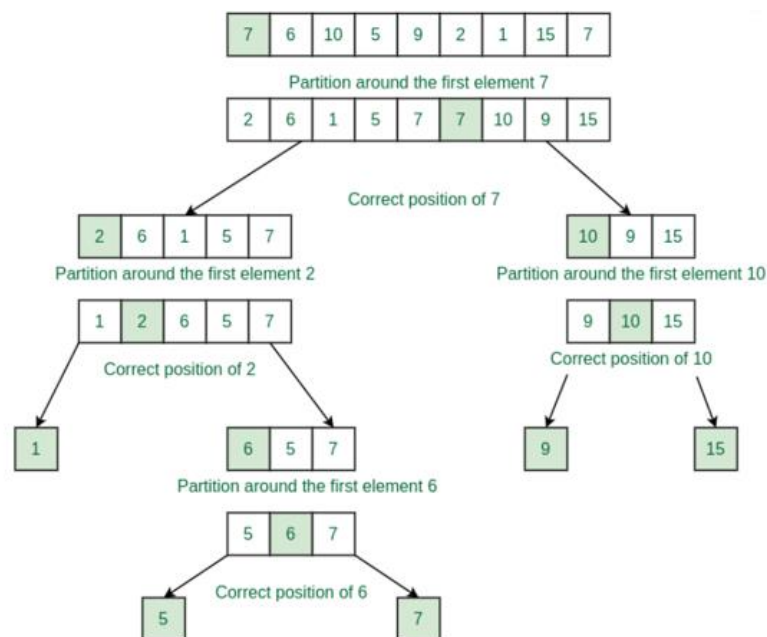 7 6 10 5 9 2 1 15 7
Partition around the first element 7
2 6 1 5 7 7 10 9 15
Correct position of 7
2 6 1 5 7
10 9 15
Partition around the first element 2
Partition around the first element 10
1 2 6 5 7
9 10 15
Correct position of 2
Correct position of 10
1
6 5 7
9
15
Partition around the first element 6
5 6 7
Correct position of 6
5
7